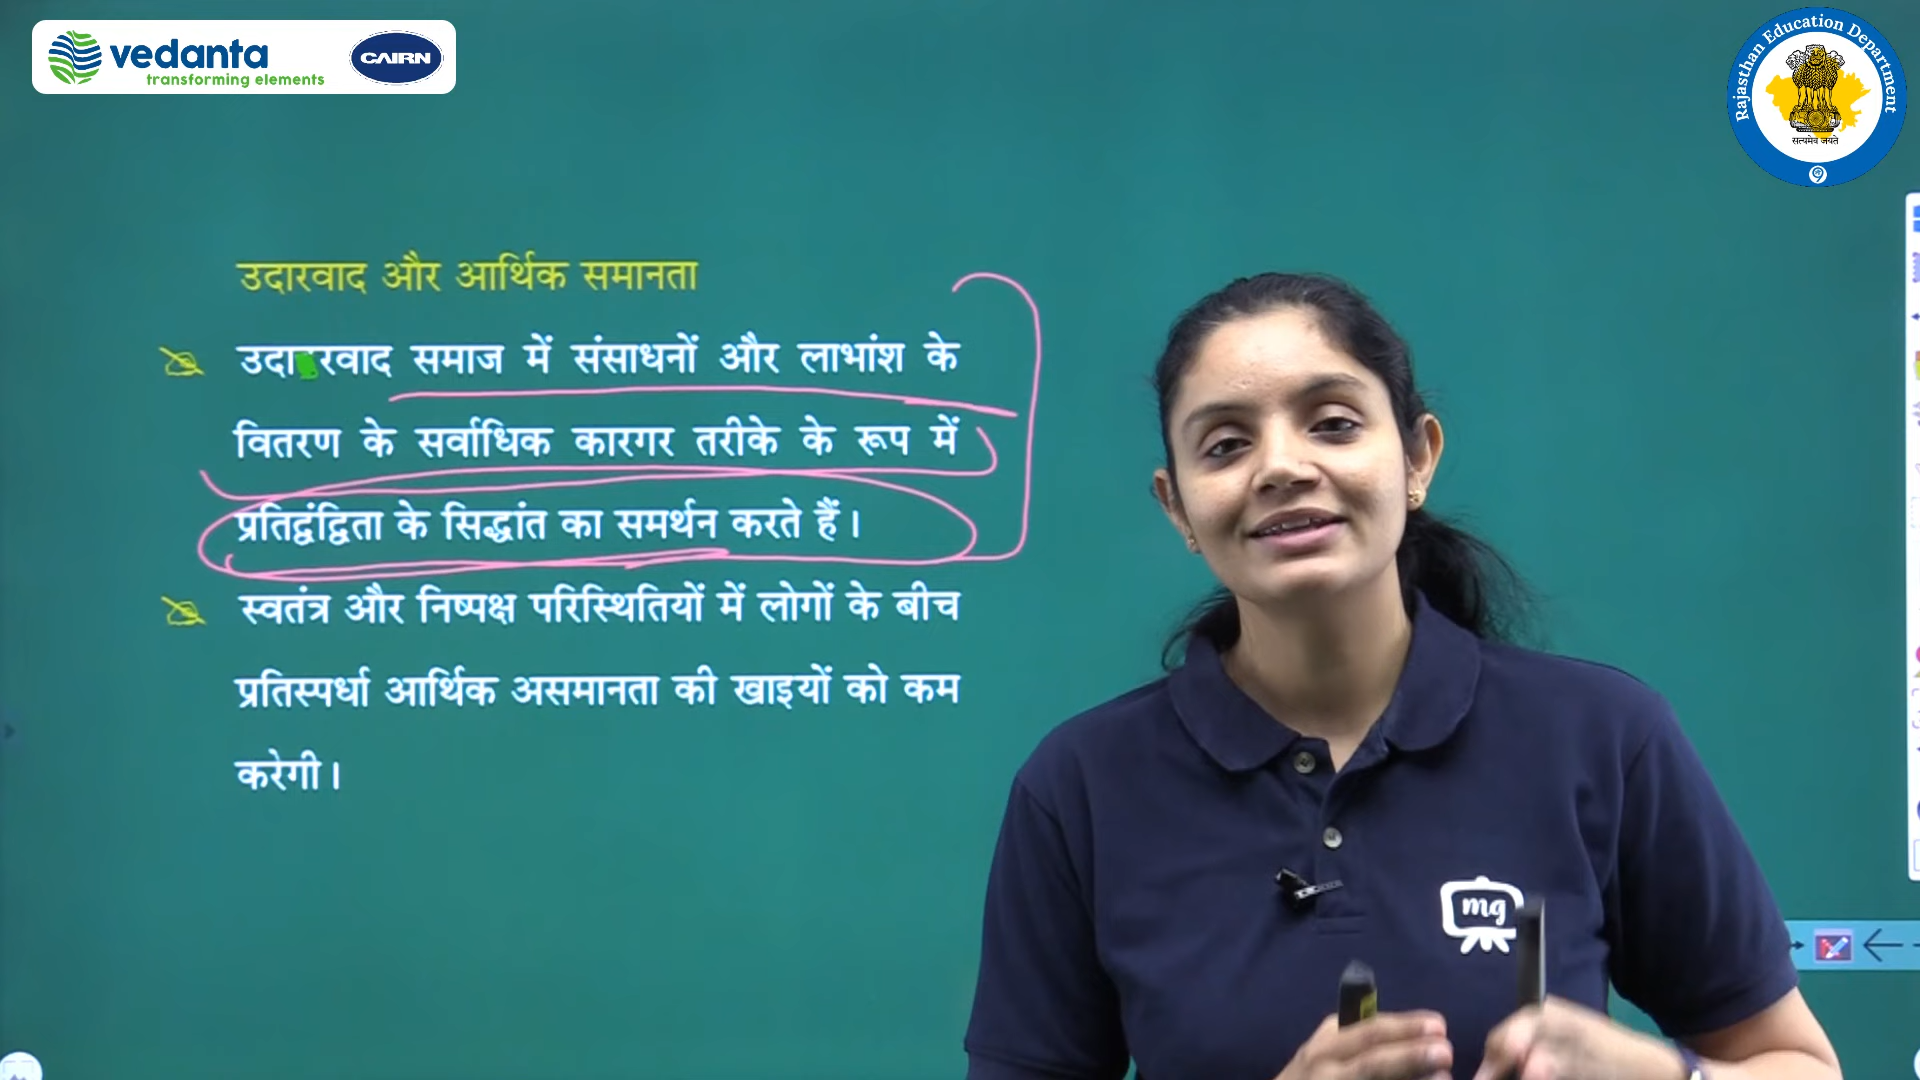 vedanta
transforming elements
CAIRN
Rajasthan Education Department
सत्यमेव जयते
उदारवाद और आर्थिक समानता
उदारवाद समाज में संसाधनों और लाभांश के
वितरण के सर्वाधिक कारगर तरीके के रूप में
प्रतिद्वंद्विता के सिद्धांत का समर्थन करते हैं।
स्वतंत्र और निष्पक्ष परिस्थितियों में लोगों के बीच
प्रतिस्पर्धा आर्थिक असमानता की खाइयों को कम
करेगी।
mg